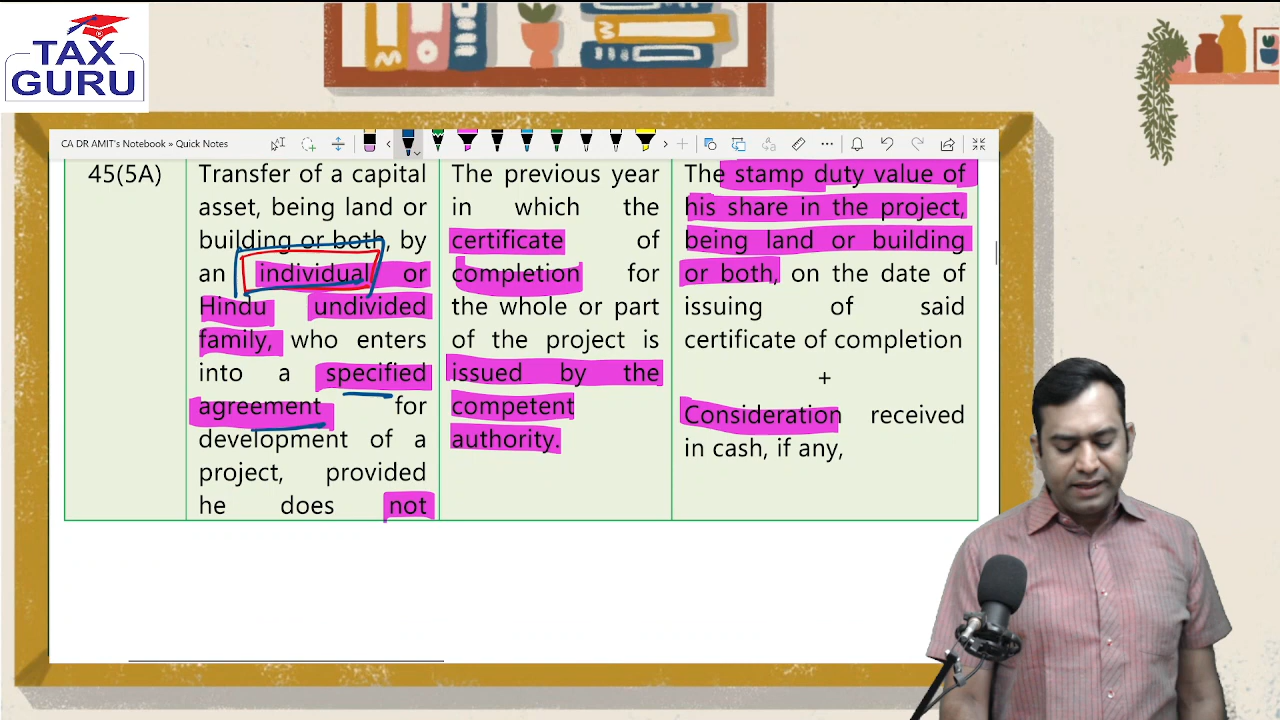 TAX
GURU
CA DR AMIT's Notebook » Quick Notes
45(5A)
Transfer of a capital
asset, being land or
building or both, by
an individual or
Hindu undivided
family, who enters
into a specified
agreement for
development of a
project, provided
he does not
The previous year
in which the
certificate of
completion for
the whole or part
of the project is
issued by the
competent
authority.
The stamp duty value of
his share in the project,
being land or building
or both, on the date of
issuing of said
certificate of completion
+
Consideration received
in cash, if any,